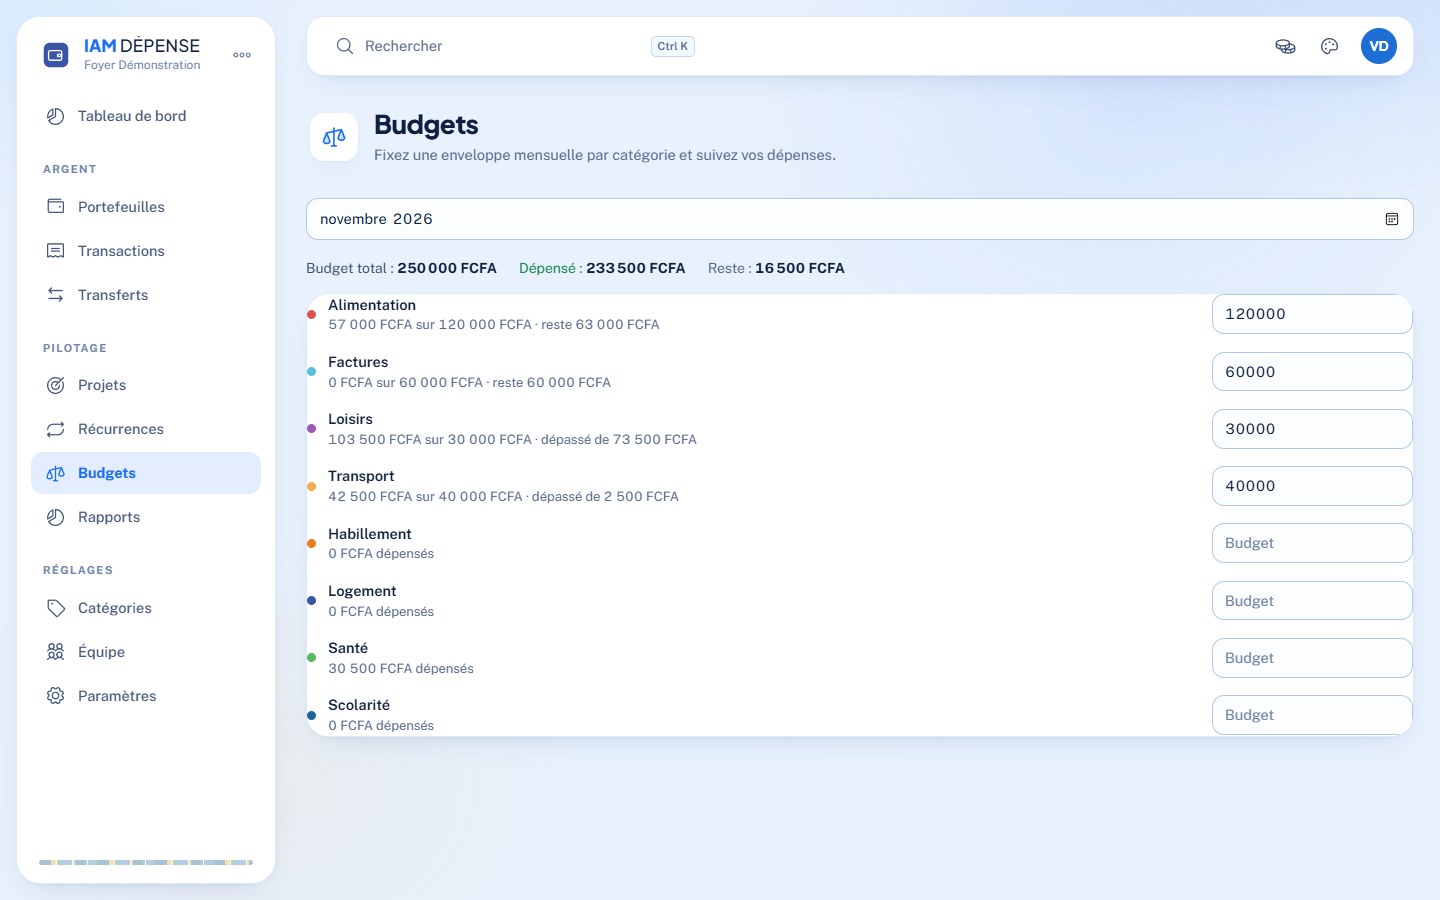 IAM DÉPENSE
Foyer Démonstration
Tableau de bord
ARGENT
Portefeuilles
Transactions
Transferts
PILOTAGE
Projets
Récurrences
Budgets
Rapports
RÉGLAGES
Catégories
Équipe
Paramètres
Rechercher Ctrl K
VD
Budgets
Fixez une enveloppe mensuelle par catégorie et suivez vos dépenses.
novembre 2026
Budget total : 250 000 FCFA Dépensé : 233 500 FCFA Reste : 16 500 FCFA
Alimentation
57 000 FCFA sur 120 000 FCFA · reste 63 000 FCFA
120000
Factures
0 FCFA sur 60 000 FCFA · reste 60 000 FCFA
60000
Loisirs
103 500 FCFA sur 30 000 FCFA · dépassé de 73 500 FCFA
30000
Transport
42 500 FCFA sur 40 000 FCFA · dépassé de 2 500 FCFA
40000
Habillement
0 FCFA dépensés
Budget
Logement
0 FCFA dépensés
Budget
Santé
30 500 FCFA dépensés
Budget
Scolarité
0 FCFA dépensés
Budget